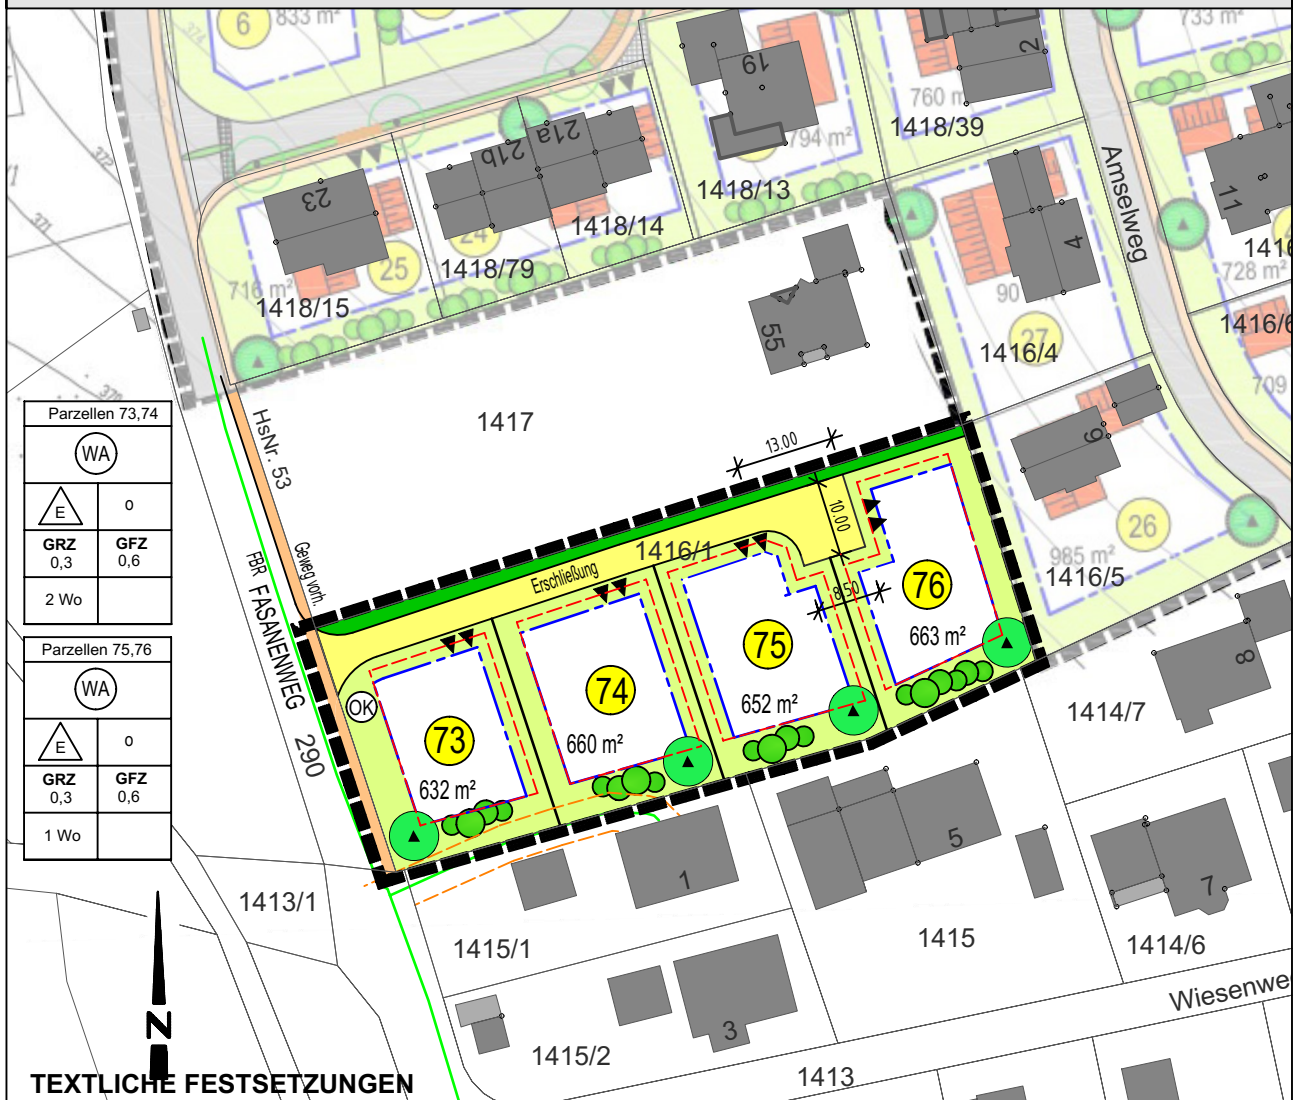 6
833 m²
374
733 m²
19
2
760 m
794 m²
1418/39
23
21b
21a
1418/13
Amselweg
11
4
24
25
1418/14
1418/79
716 m²
1418/15
372
371
55
90
27
1416/4
728 m²
1416/6
709
Parzellen 73,74
WA
E
o
GRZ
0,3
GFZ
0,6
2 Wo
HsNr. 53
1417
13.00
10.00
6
26
985 m²
1416/5
Gehweg vorh.
FBR FASANENWEG
290
Erschließung
1416/1
8.50
76
663 m²
75
652 m²
74
660 m²
73
632 m²
OK
Parzellen 75,76
WA
E
o
GRZ
0,3
GFZ
0,6
1 Wo
8
1414/7
1
5
7
1413/1
1415/1
1415
1414/6
3
Wiesenwe
1415/2
1413
N
TEXTLICHE FESTSETZUNGEN